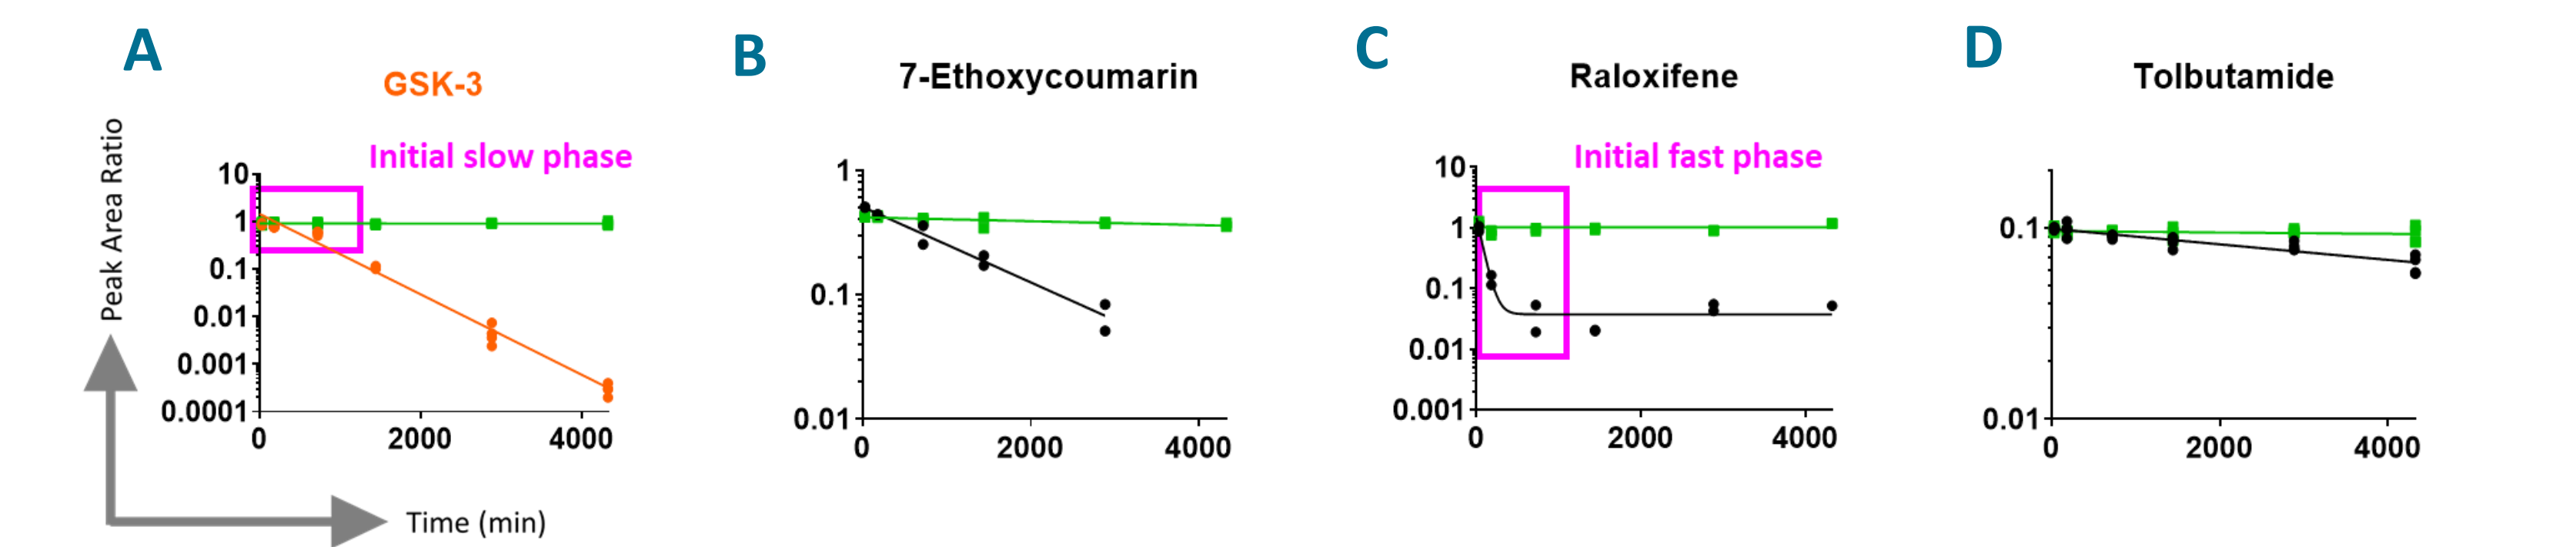 A
GSK-3
Initial slow phase
Peak Area Ratio
10
1
0.1
0.01
0.001
0.0001
0 2000 4000
Time (min)
B
7-Ethoxycoumarin
1
0.1
0.01
0 2000 4000
C
Raloxifene
Initial fast phase
10
1
0.1
0.01
0.001
0 2000 4000
D
Tolbutamide
0.1
0.01
0 2000 4000